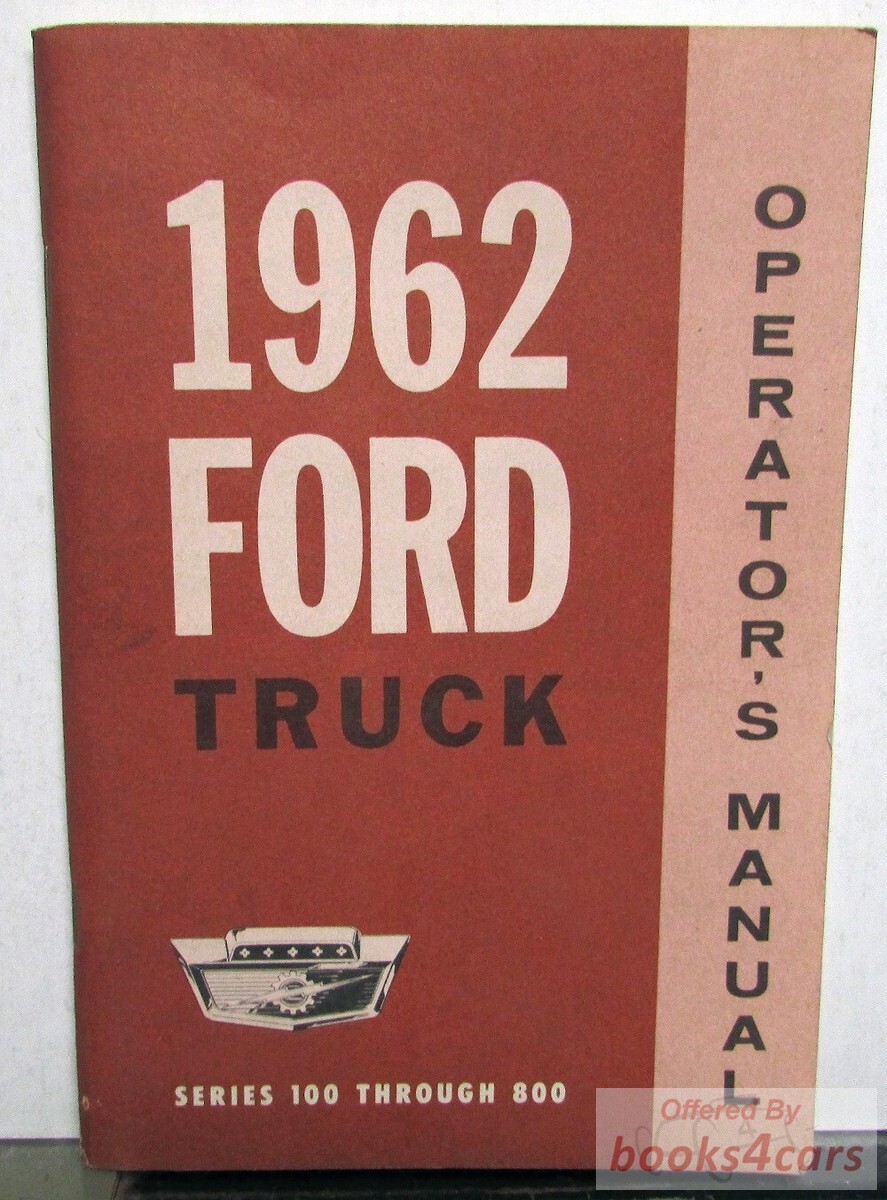 1962
FORD
TRUCK
SERIES 100 THROUGH 800
OPERATOR'S MANUAL
Offered By
books4cars